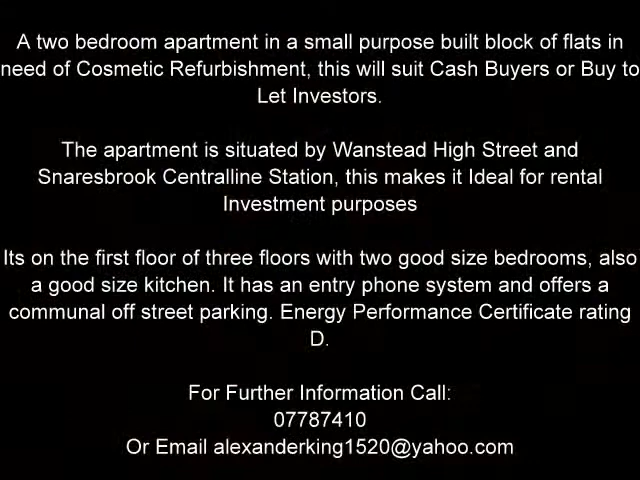 A two bedroom apartment in a small purpose built block of flats in
need of Cosmetic Refurbishment, this will suit Cash Buyers or Buy to
Let Investors.
The apartment is situated by Wanstead High Street and
Snaresbrook Centralline Station, this makes it Ideal for rental
Investment purposes
Its on the first floor of three floors with two good size bedrooms, also
a good size kitchen. It has an entry phone system and offers a
communal off street parking. Energy Performance Certificate rating
D.
For Further Information Call:
07787410
Or Email alexanderking1520@yahoo.com